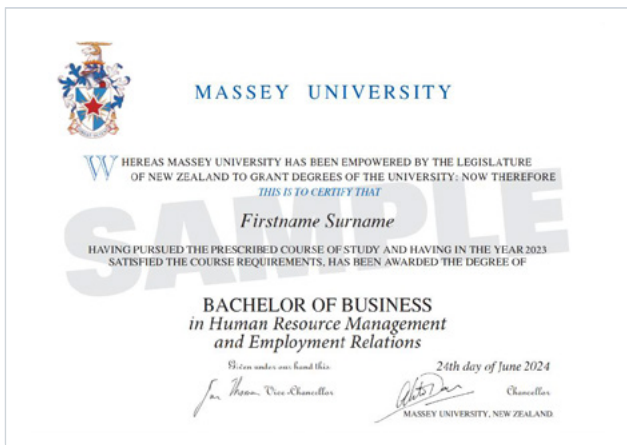 MASSEY UNIVERSITY
WHEREAS MASSEY UNIVERSITY HAS BEEN EMPOWERED BY THE LEGISLATURE
OF NEW ZEALAND TO GRANT DEGREES OF THE UNIVERSITY: NOW THEREFORE
THIS IS TO CERTIFY THAT
SAMPLE
Firstname Surname
HAVING PURSUED THE PRESCRIBED COURSE OF STUDY AND HAVING IN THE YEAR 2023
SATISFIED THE COURSE REQUIREMENTS, HAS BEEN AWARDED THE DEGREE OF
BACHELOR OF BUSINESS
in Human Resource Management
and Employment Relations
Given under our hand this 24th day of June 2024
Vice-Chancellor Chancellor
MASSEY UNIVERSITY, NEW ZEALAND.